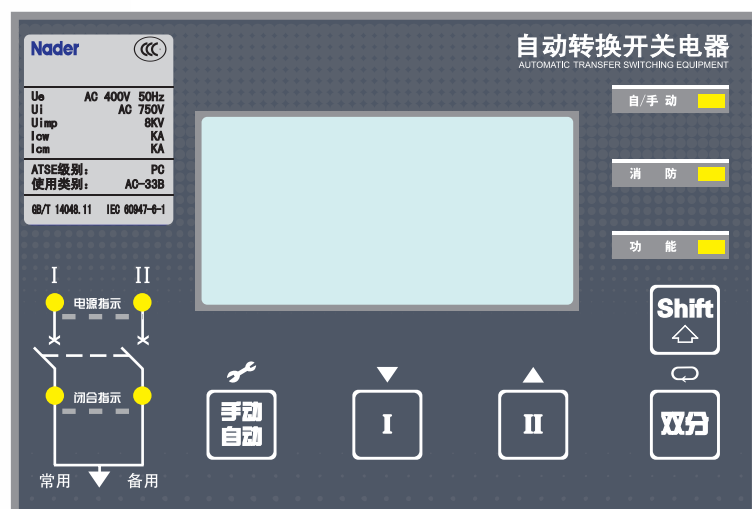 Nader
CCC
自动转换开关电器
AUTOMATIC TRANSFER SWITCHING EQUIPMENT
Ue AC 400V 50Hz
Ui AC 750V
Uimp 8KV
Icw KA
Icm KA
ATSE级别: PC
使用类别: AC-33B
GB/T 14048.11 IEC 60947-6-1
自/手 动
消 防
功 能
I II
电源指示
闭合指示
常用 备用
手动
自动
I
II
Shift
双分